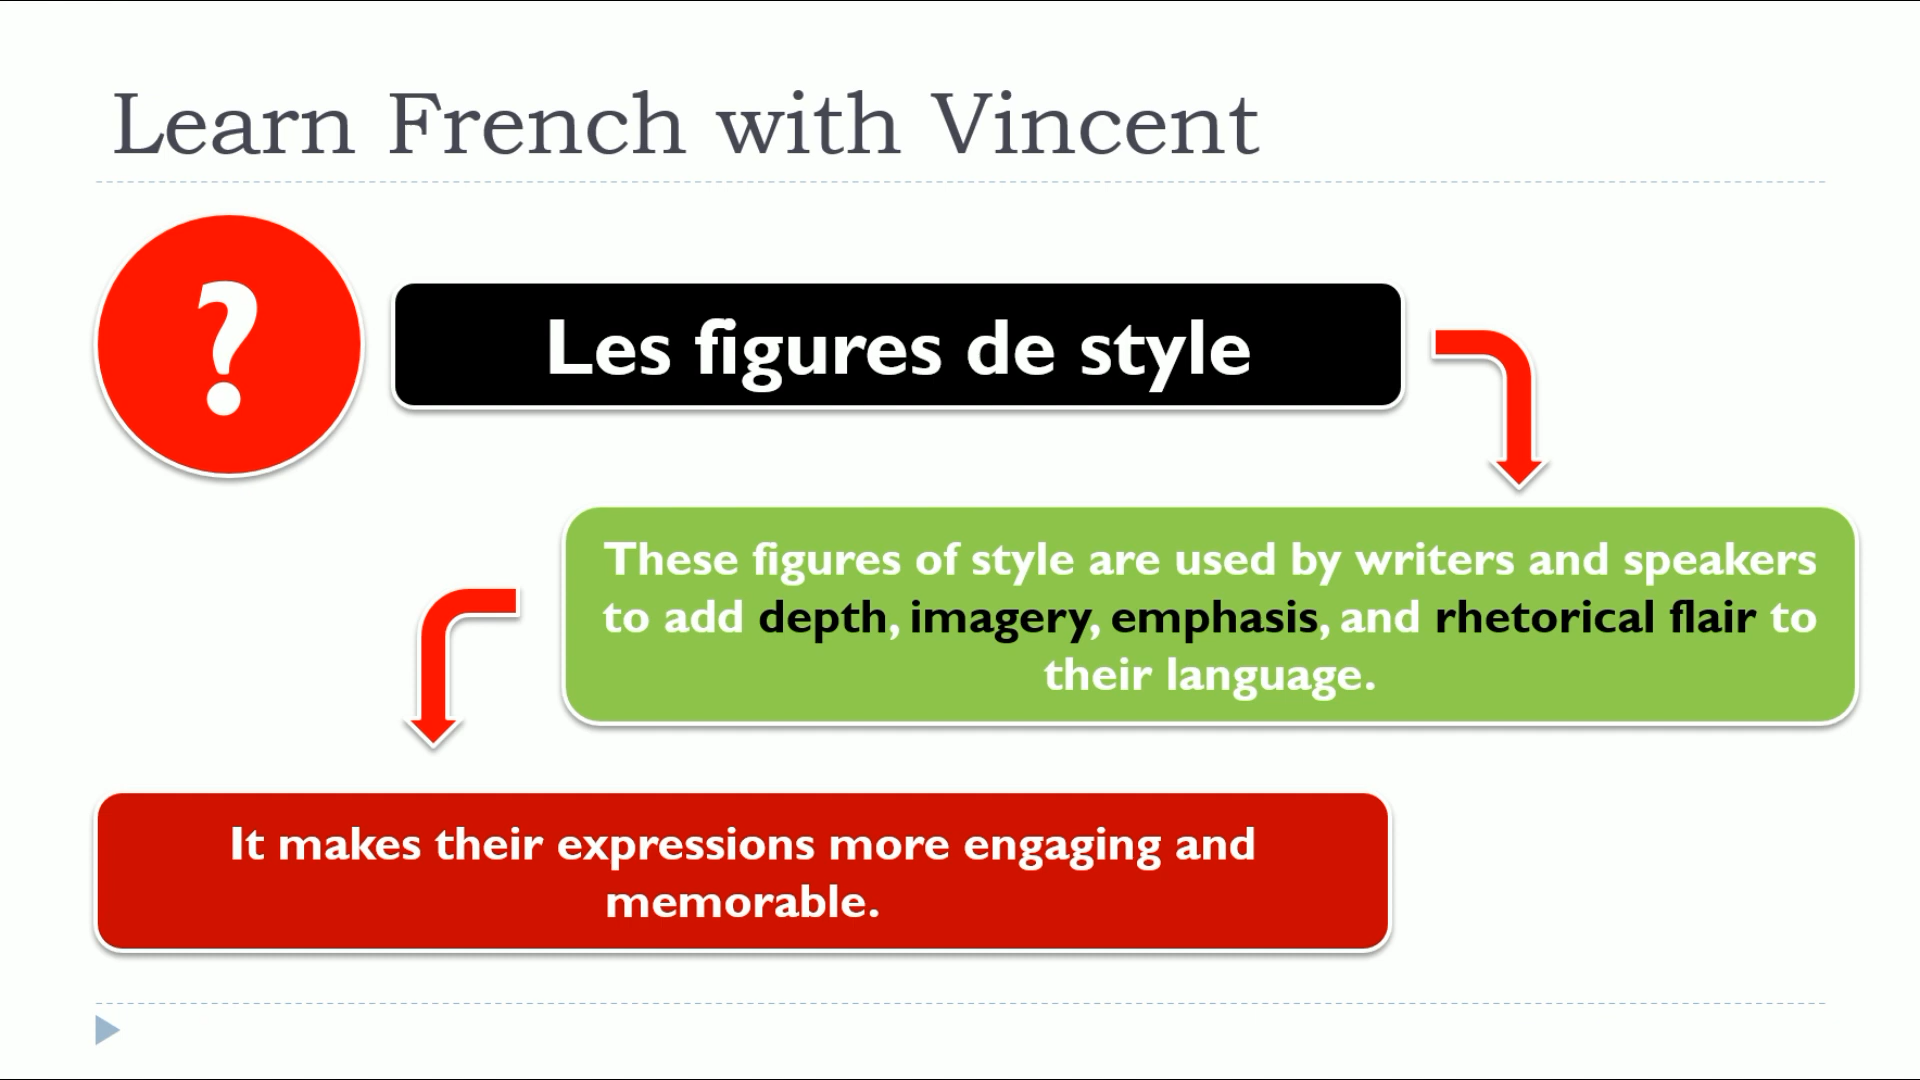 Learn French with Vincent
?
Les figures de style
These figures of style are used by writers and speakers
to add depth, imagery, emphasis, and rhetorical flair to
their language.
It makes their expressions more engaging and
memorable.